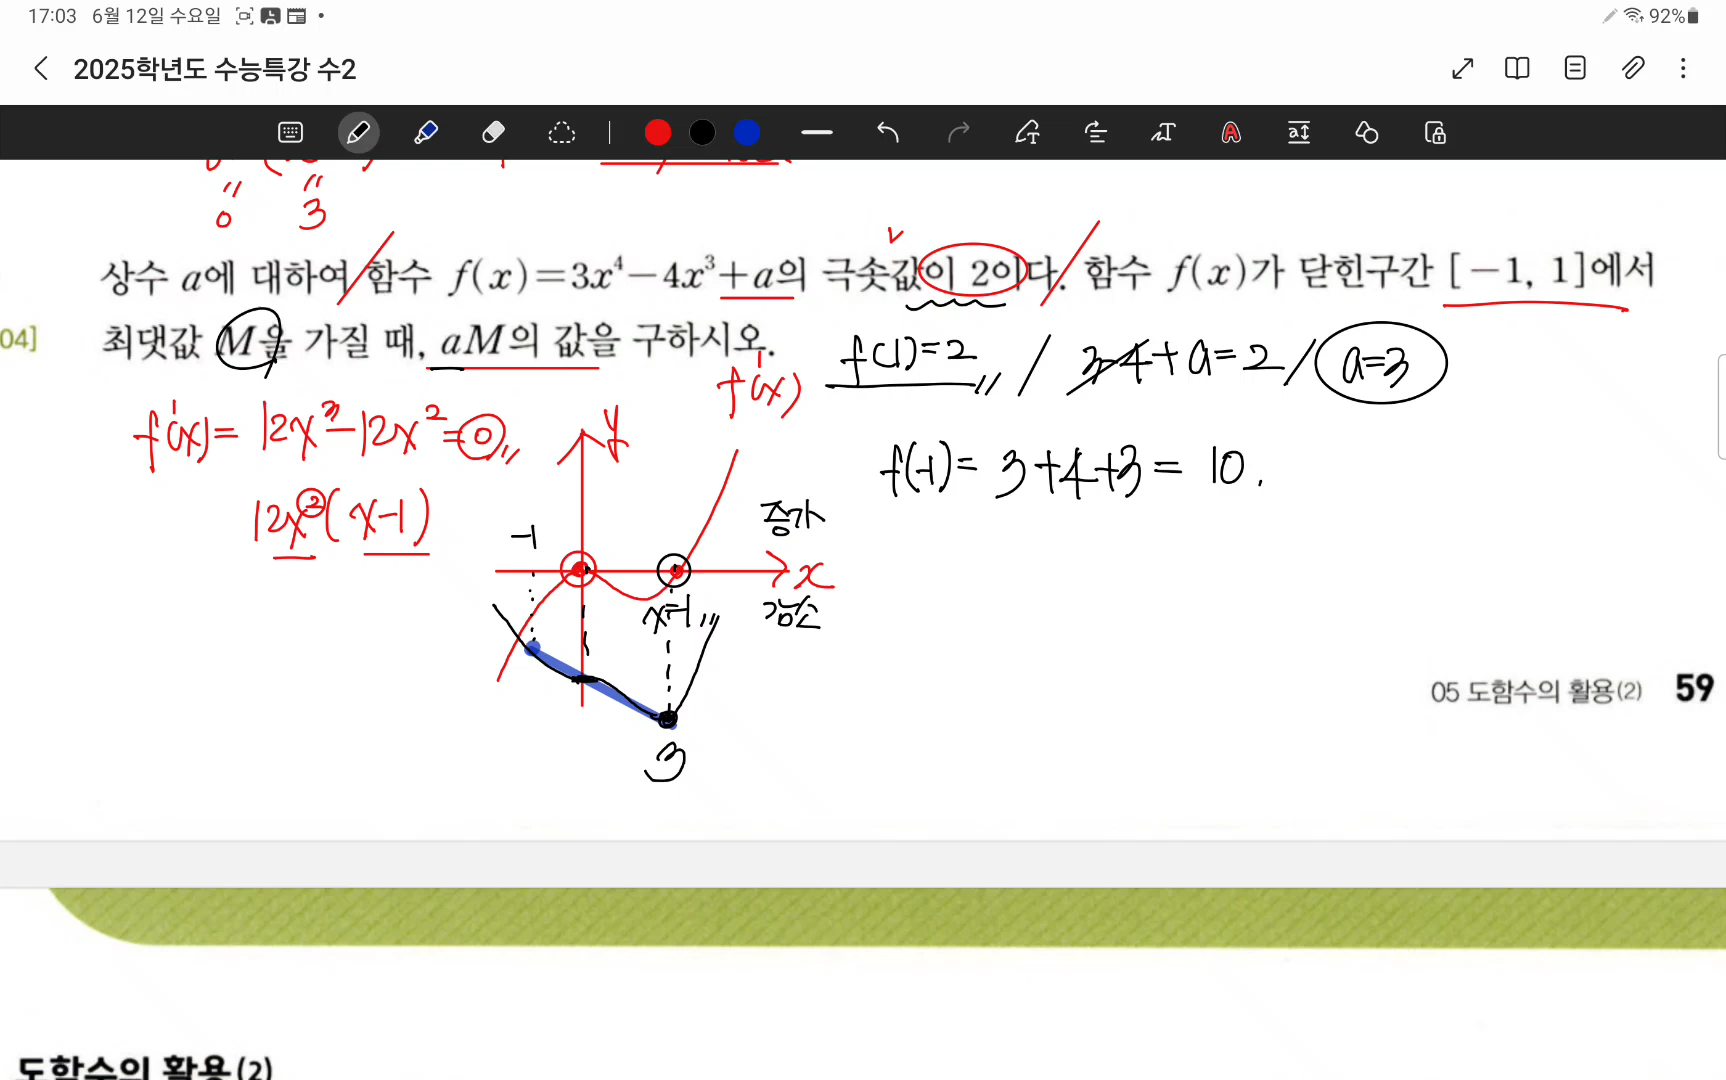 17:03 6월 12일 수요일
92%
2025학년도 수능특강 수2
0 3
상수 a에 대하여 함수 f(x)=3x⁴-4x³+a의 극솟값이 2이다. 함수 f(x)가 닫힌구간 [-1, 1]에서
04] 최댓값 M을 가질 때, aM의 값을 구하시오.
f(1)=2 / 3-4+a=2 / a=3
f'(x)
f'(x)= 12x³-12x²=0
y
f(-1)= 3+4+3= 10.
12x²(x-1)
-1
증가
x
x=1
감소
05 도함수의 활용(2) 59
3
도함수의 활용(2)